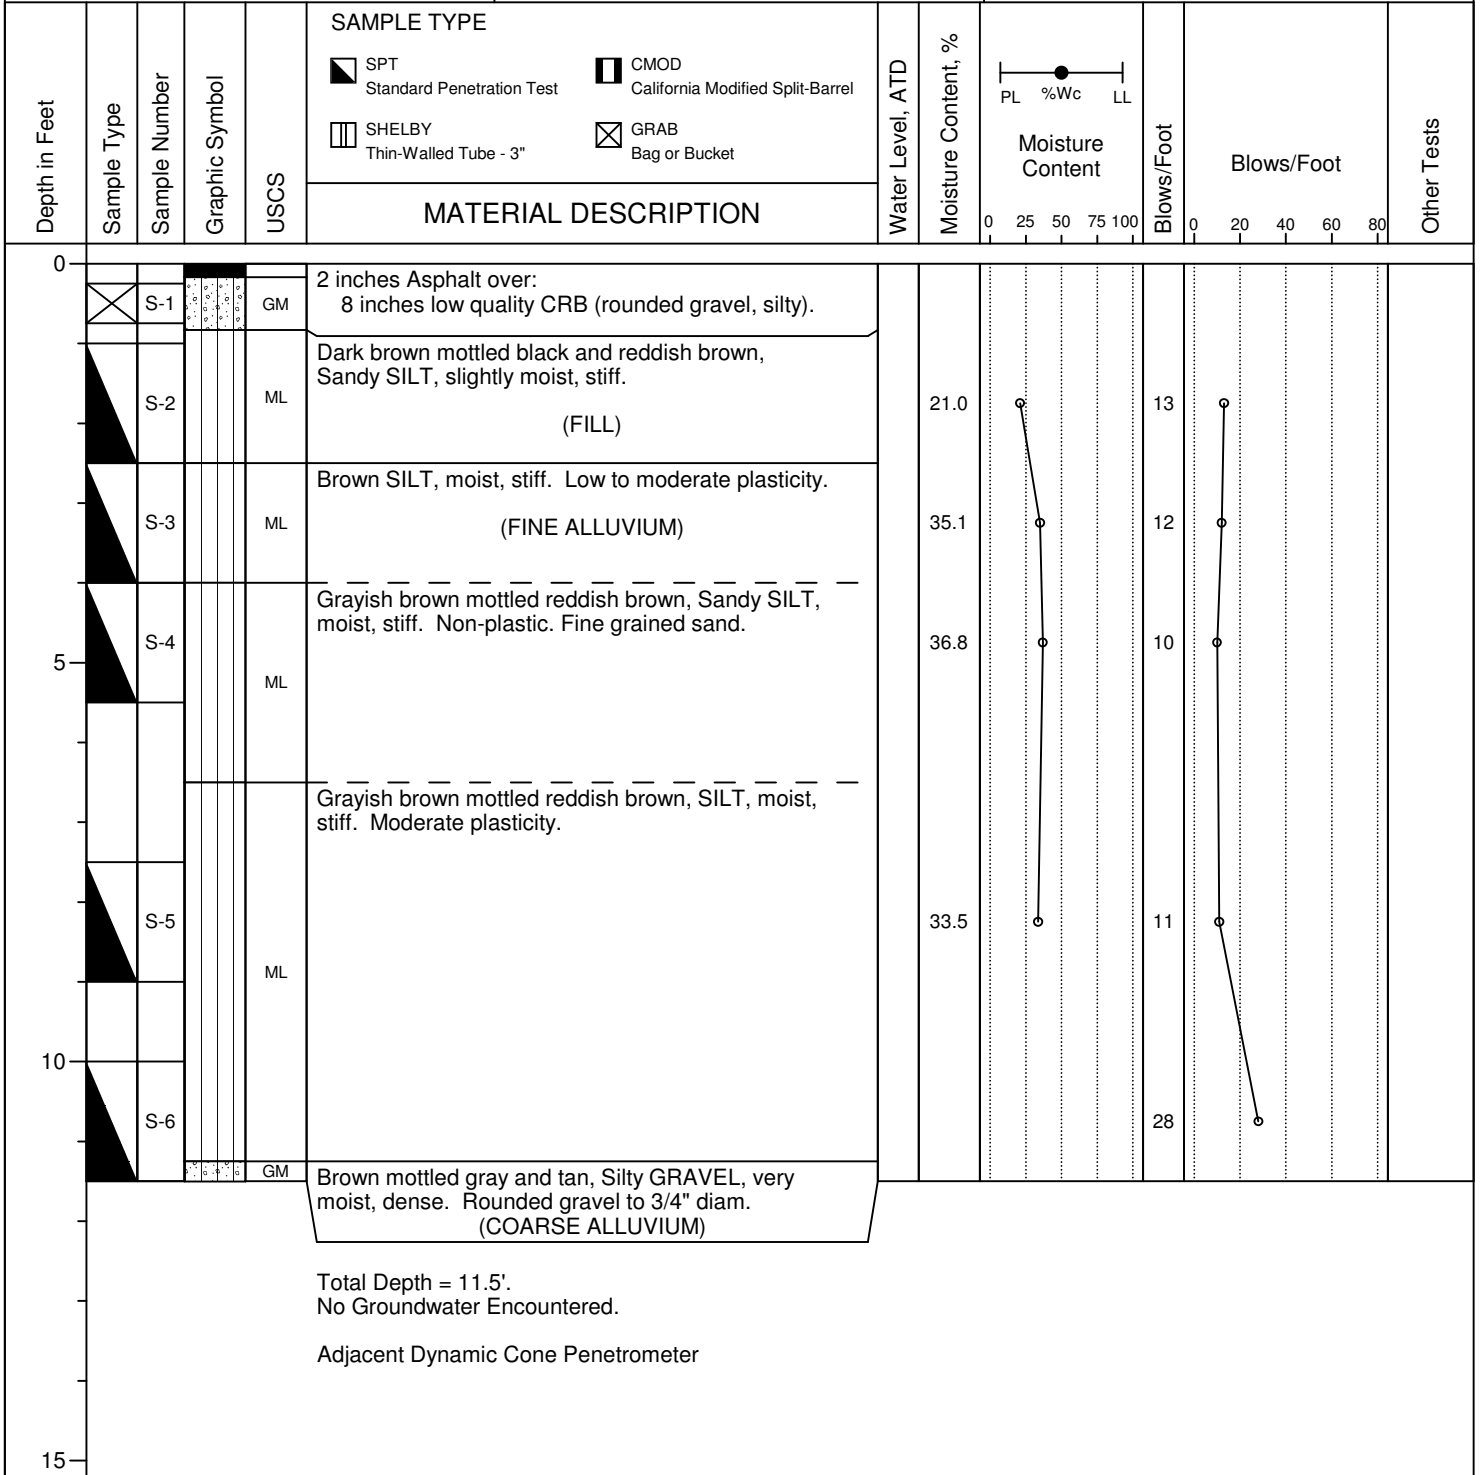 Depth in Feet
Sample Type
Sample Number
Graphic Symbol
USCS
SAMPLE TYPE
SPT
Standard Penetration Test
CMOD
California Modified Split-Barrel
SHELBY
Thin-Walled Tube - 3"
GRAB
Bag or Bucket
MATERIAL DESCRIPTION
Water Level, ATD
Moisture Content, %
PL %Wc LL
Moisture
Content
0 25 50 75 100
Blows/Foot
Blows/Foot
0 20 40 60 80
Other Tests
0
S-1
GM
2 inches Asphalt over:
8 inches low quality CRB (rounded gravel, silty).
Dark brown mottled black and reddish brown,
Sandy SILT, slightly moist, stiff.
S-2
ML
(FILL)
21.0
13
Brown SILT, moist, stiff. Low to moderate plasticity.
S-3
ML
(FINE ALLUVIUM)
35.1
12
Grayish brown mottled reddish brown, Sandy SILT,
moist, stiff. Non-plastic. Fine grained sand.
S-4
36.8
10
5
ML
Grayish brown mottled reddish brown, SILT, moist,
stiff. Moderate plasticity.
S-5
33.5
11
ML
10
S-6
28
GM
Brown mottled gray and tan, Silty GRAVEL, very
moist, dense. Rounded gravel to 3/4" diam.
(COARSE ALLUVIUM)
Total Depth = 11.5'.
No Groundwater Encountered.
Adjacent Dynamic Cone Penetrometer
15